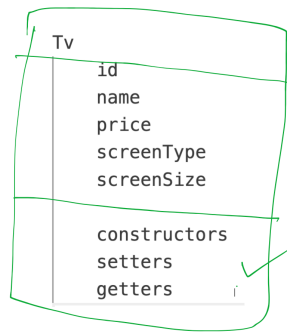 Tv
id
name
price
screenType
screenSize
constructors
setters
getters